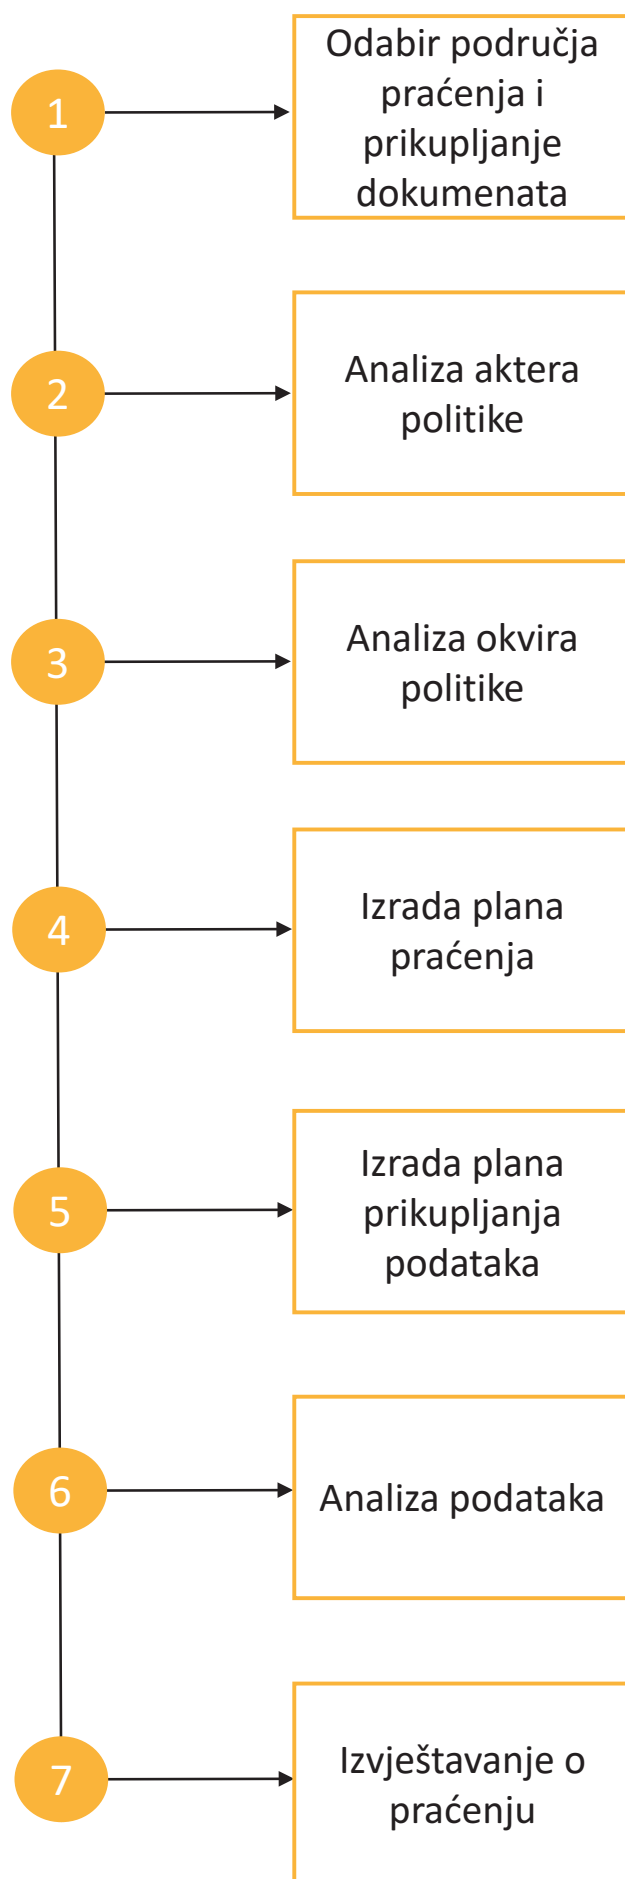 1
Odabir područja
praćenja i
prikupljanje
dokumenata
2
Analiza aktera
politike
3
Analiza okvira
politike
4
Izrada plana
praćenja
5
Izrada plana
prikupljanja
podataka
6
Analiza podataka
7
Izvještavanje o
praćenju